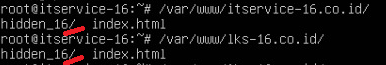 root@itservice-16:~# /var/www/itservice-16.co.id/
hidden_16/  index.html
root@itservice-16:~# /var/www/lks-16.co.id/
hidden_16/  index.html